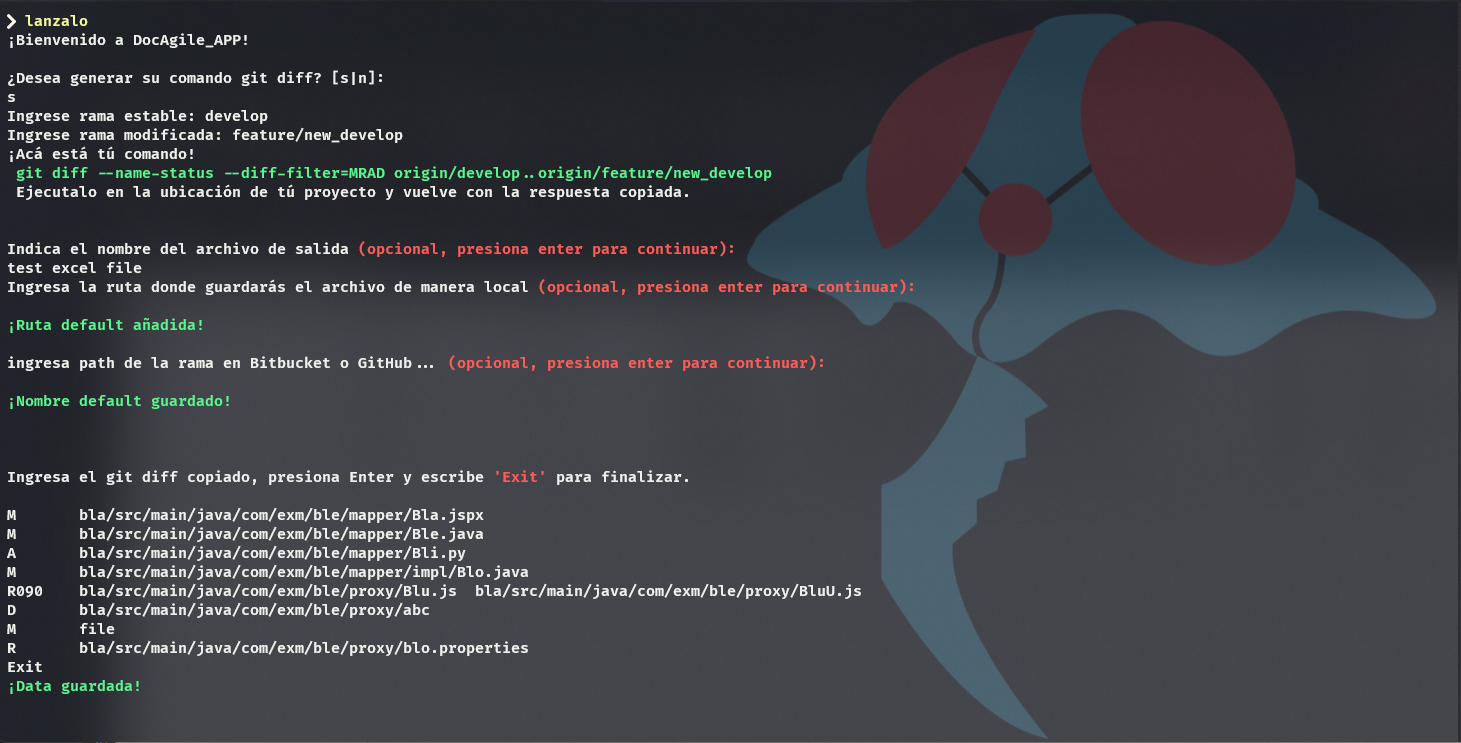 ❯ lanzalo
¡Bienvenido a DocAgile_APP!
¿Desea generar su comando git diff? [s|n]:
s
Ingrese rama estable: develop
Ingrese rama modificada: feature/new_develop
¡Acá está tú comando!
git diff --name-status --diff-filter=MRAD origin/develop..origin/feature/new_develop
Ejecutalo en la ubicación de tú proyecto y vuelve con la respuesta copiada.
Indica el nombre del archivo de salida (opcional, presiona enter para continuar):
test excel file
Ingresa la ruta donde guardarás el archivo de manera local (opcional, presiona enter para continuar):
¡Ruta default añadida!
ingresa path de la rama en Bitbucket o GitHub... (opcional, presiona enter para continuar):
¡Nombre default guardado!
Ingresa el git diff copiado, presiona Enter y escribe 'Exit' para finalizar.
M bla/src/main/java/com/exm/ble/mapper/Bla.jspx
M bla/src/main/java/com/exm/ble/mapper/Ble.java
A bla/src/main/java/com/exm/ble/mapper/Bli.py
M bla/src/main/java/com/exm/ble/mapper/impl/Blo.java
R090 bla/src/main/java/com/exm/ble/proxy/Blu.js bla/src/main/java/com/exm/ble/proxy/BluU.js
D bla/src/main/java/com/exm/ble/proxy/abc
M file
R bla/src/main/java/com/exm/ble/proxy/blo.properties
Exit
¡Data guardada!